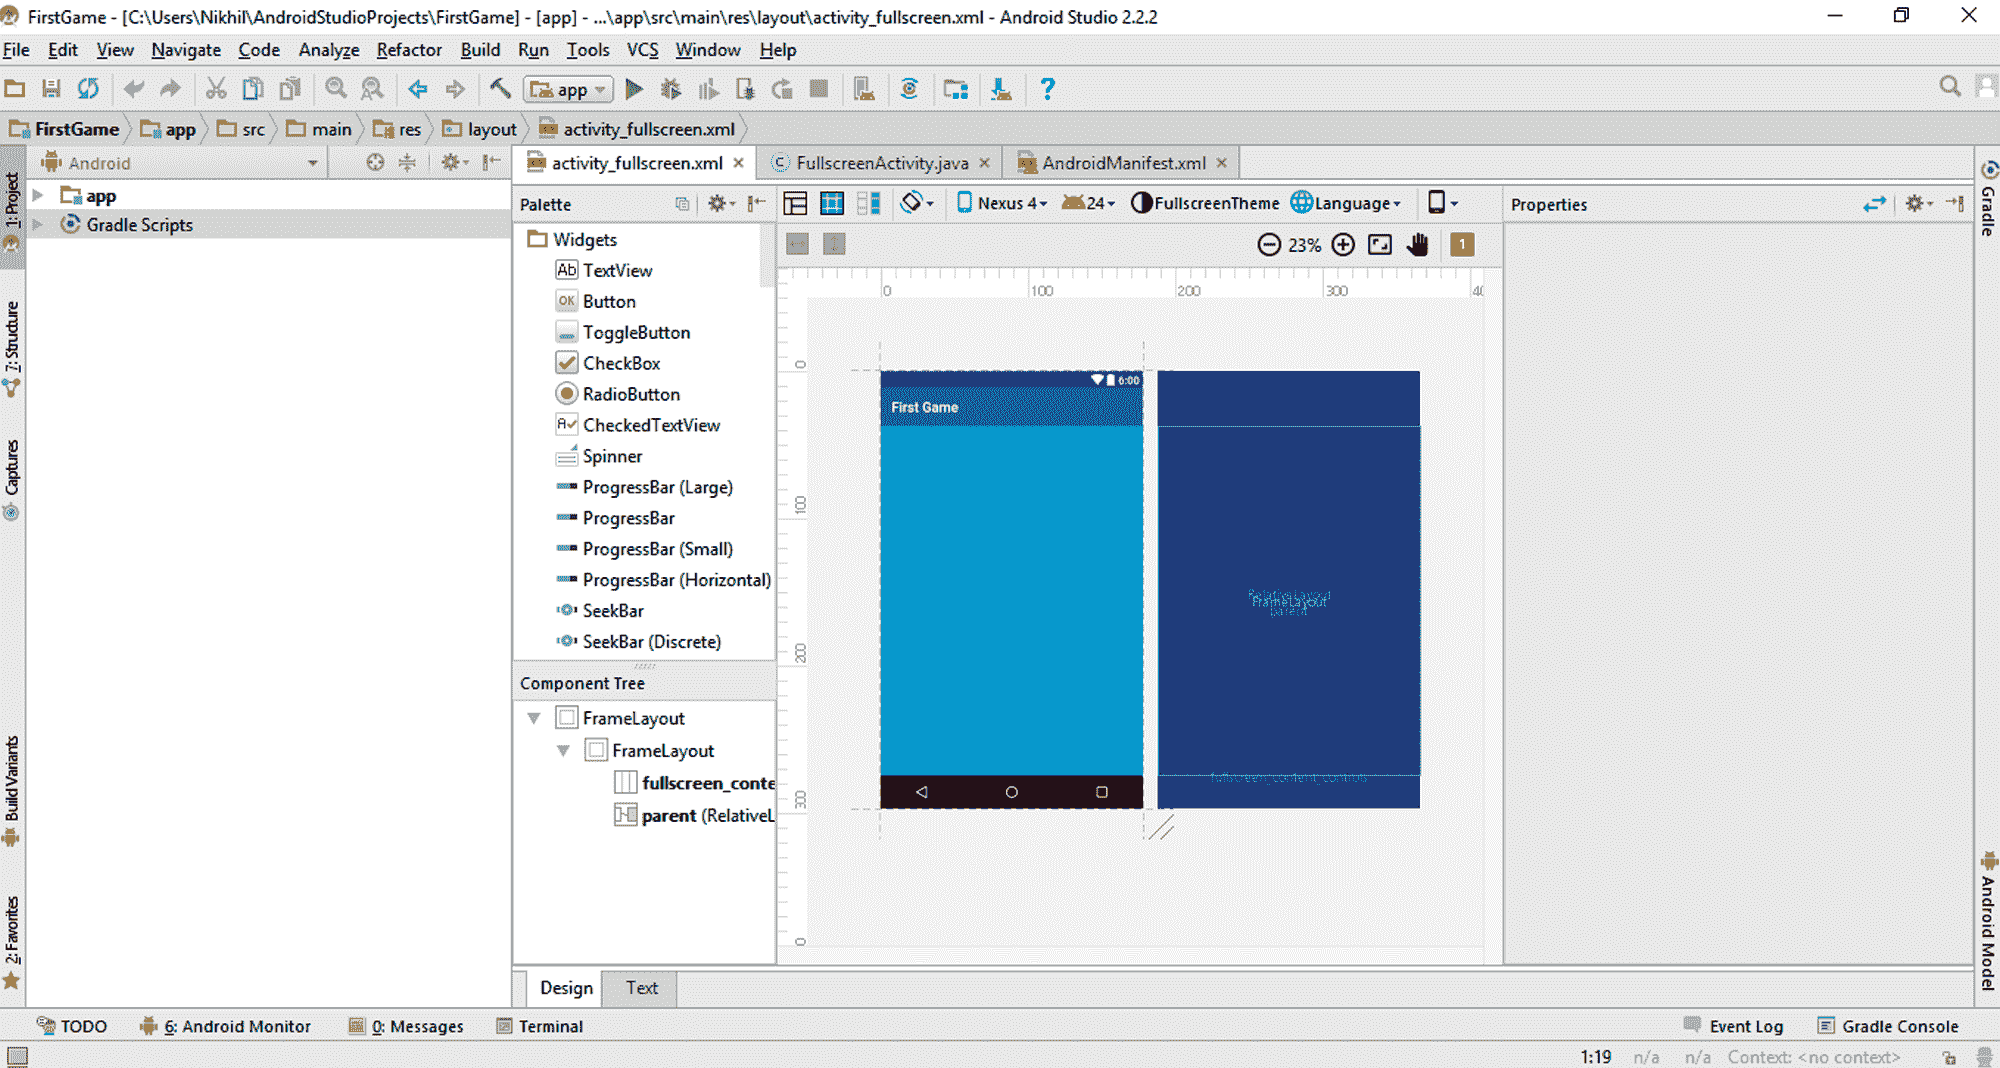 FirstGame - [C:\Users\Nikhil\AndroidStudioProjects\FirstGame] - [app] - ...\app\src\main\res\layout\activity_fullscreen.xml - Android Studio 2.2.2
File Edit View Navigate Code Analyze Refactor Build Run Tools VCS Window Help
app
FirstGame app src main res layout activity_fullscreen.xml
Android
activity_fullscreen.xml FullscreenActivity.java AndroidManifest.xml
1: Project
7: Structure
Captures
Build Variants
2: Favorites
app
Gradle Scripts
Palette
Widgets
Ab TextView
OK Button
ToggleButton
CheckBox
RadioButton
CheckedTextView
Spinner
ProgressBar (Large)
ProgressBar
ProgressBar (Small)
ProgressBar (Horizontal)
SeekBar
SeekBar (Discrete)
Component Tree
FrameLayout
FrameLayout
fullscreen_conte
parent (RelativeL
Nexus 4 24 FullscreenTheme Language
23% 1
0 100 200 300 40
0
100
200
300
0
6:00
First Game
RelativeLayout
FrameLayout
parent
fullscreen_content_controls
Properties
Gradle
Android Model
Design Text
TODO 6: Android Monitor 0: Messages Terminal Event Log Gradle Console
1:19 n/a n/a Context: <no context>